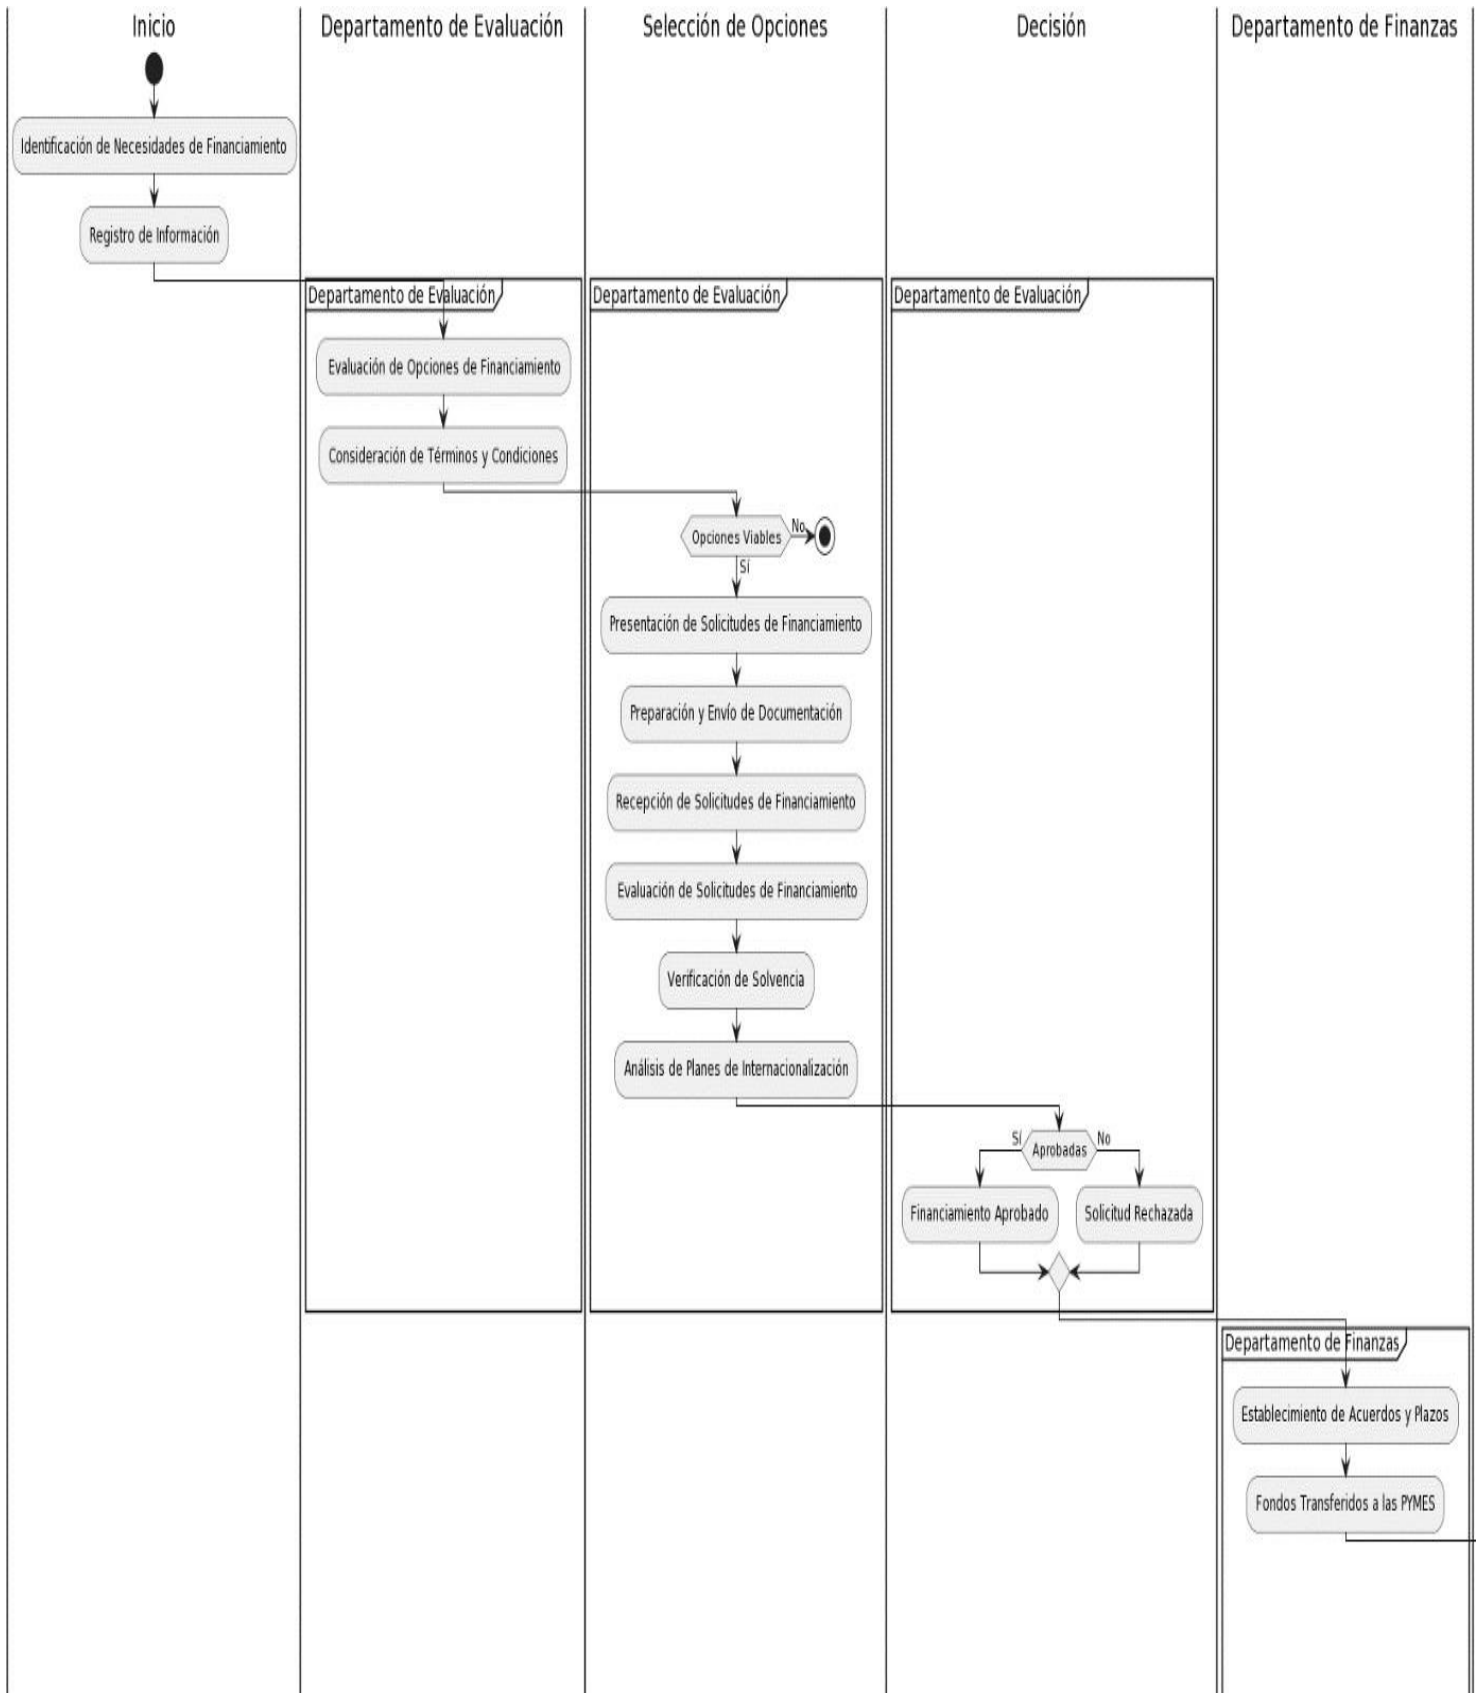 Inicio
Departamento de Evaluación
Selección de Opciones
Decisión
Departamento de Finanzas
Identificación de Necesidades de Financiamiento
Registro de Información
Departamento de Evaluación
Departamento de Evaluación
Departamento de Evaluación
Evaluación de Opciones de Financiamiento
Consideración de Términos y Condiciones
Opciones Viables
No
Sí
Presentación de Solicitudes de Financiamiento
Preparación y Envío de Documentación
Recepción de Solicitudes de Financiamiento
Evaluación de Solicitudes de Financiamiento
Verificación de Solvencia
Análisis de Planes de Internacionalización
Sí
Aprobadas
No
Financiamiento Aprobado
Solicitud Rechazada
Departamento de Finanzas
Establecimiento de Acuerdos y Plazos
Fondos Transferidos a las PYMES